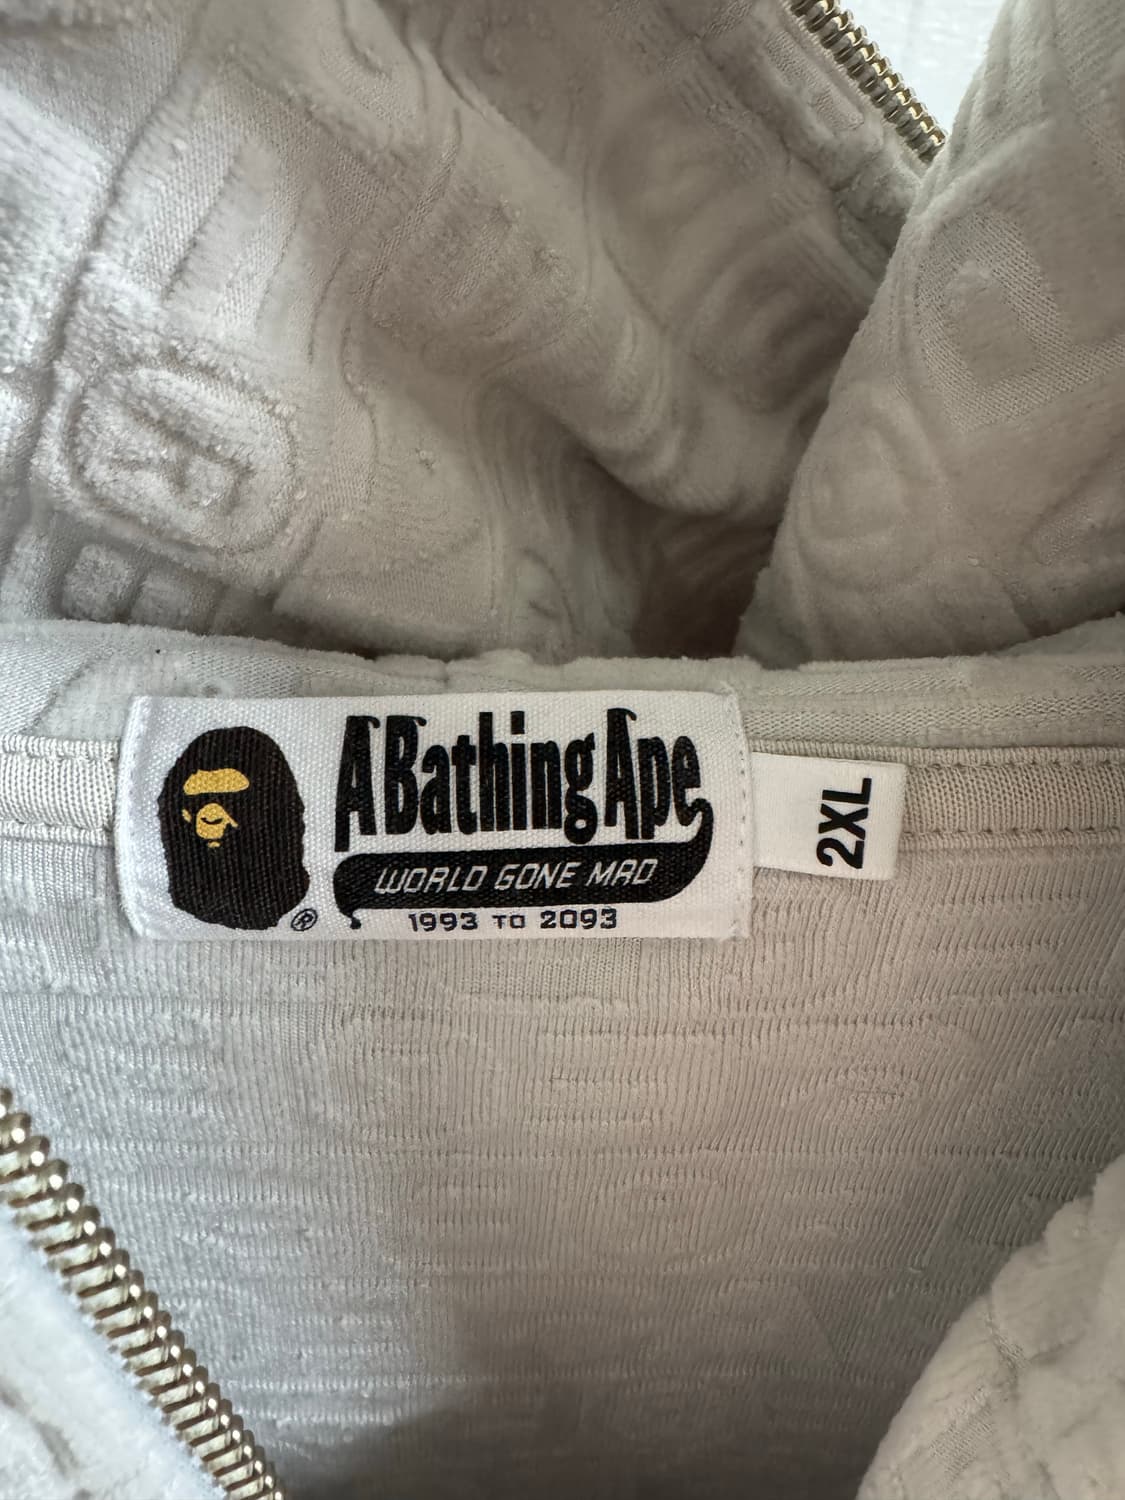 A Bathing Ape
WORLD GONE MAD
1993 TO 2093
®
2XL